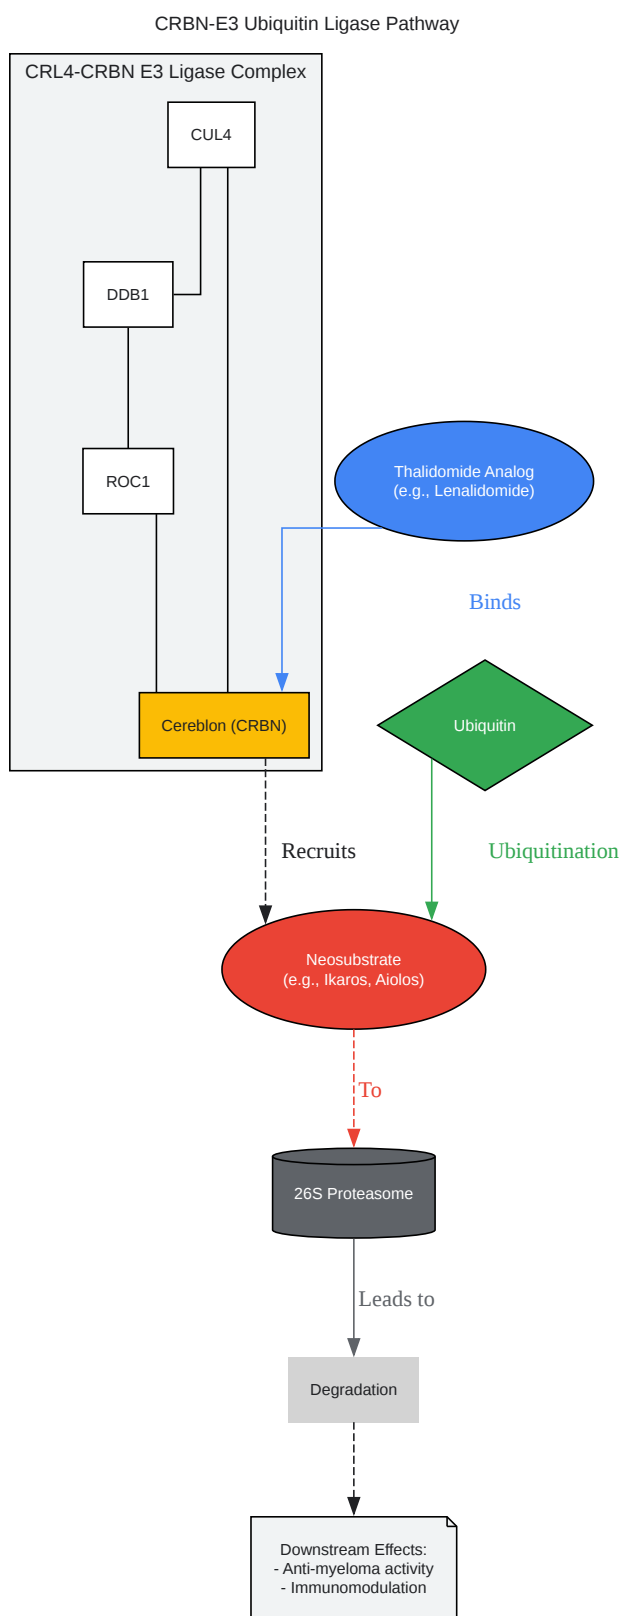 CRBN-E3 Ubiquitin Ligase Pathway
CRL4-CRBN E3 Ligase Complex
CUL4
DDB1
ROC1
Thalidomide Analog
(e.g., Lenalidomide)
Binds
Cereblon (CRBN)
Ubiquitin
Recruits
Ubiquitination
Neosubstrate
(e.g., Ikaros, Aiolos)
To
26S Proteasome
Leads to
Degradation
Downstream Effects:
- Anti-myeloma activity
- Immunomodulation